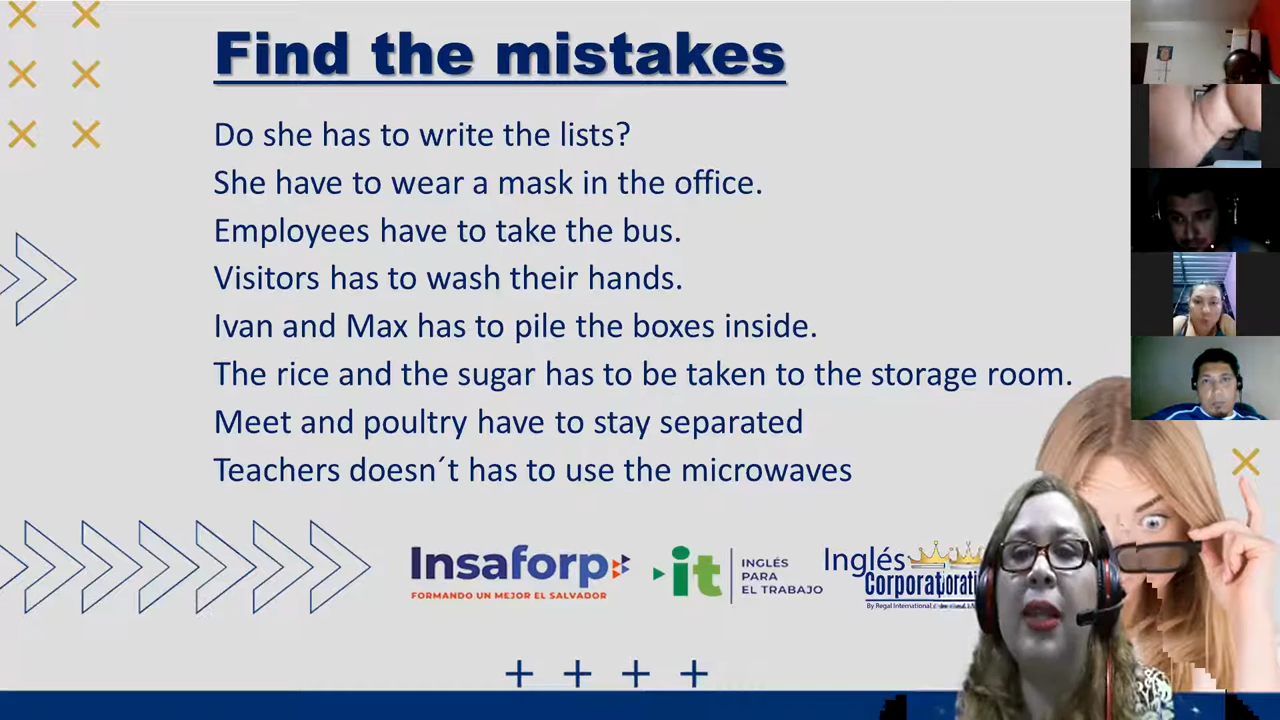 Find the mistakes
Do she has to write the lists?
She have to wear a mask in the office.
Employees have to take the bus.
Visitors has to wash their hands.
Ivan and Max has to pile the boxes inside.
The rice and the sugar has to be taken to the storage room.
Meet and poultry have to stay separated
Teachers doesn´t has to use the microwaves
Insaforp
FORMANDO UN MEJOR EL SALVADOR
it
INGLÉS
PARA
EL TRABAJO
Inglés
By Regal International